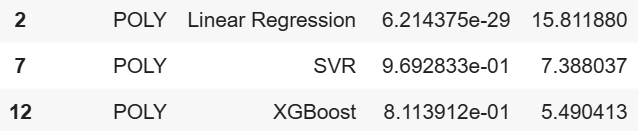 2 POLY Linear Regression 6.214375e-29 15.811880
7 POLY SVR 9.692833e-01 7.388037
12 POLY XGBoost 8.113912e-01 5.490413